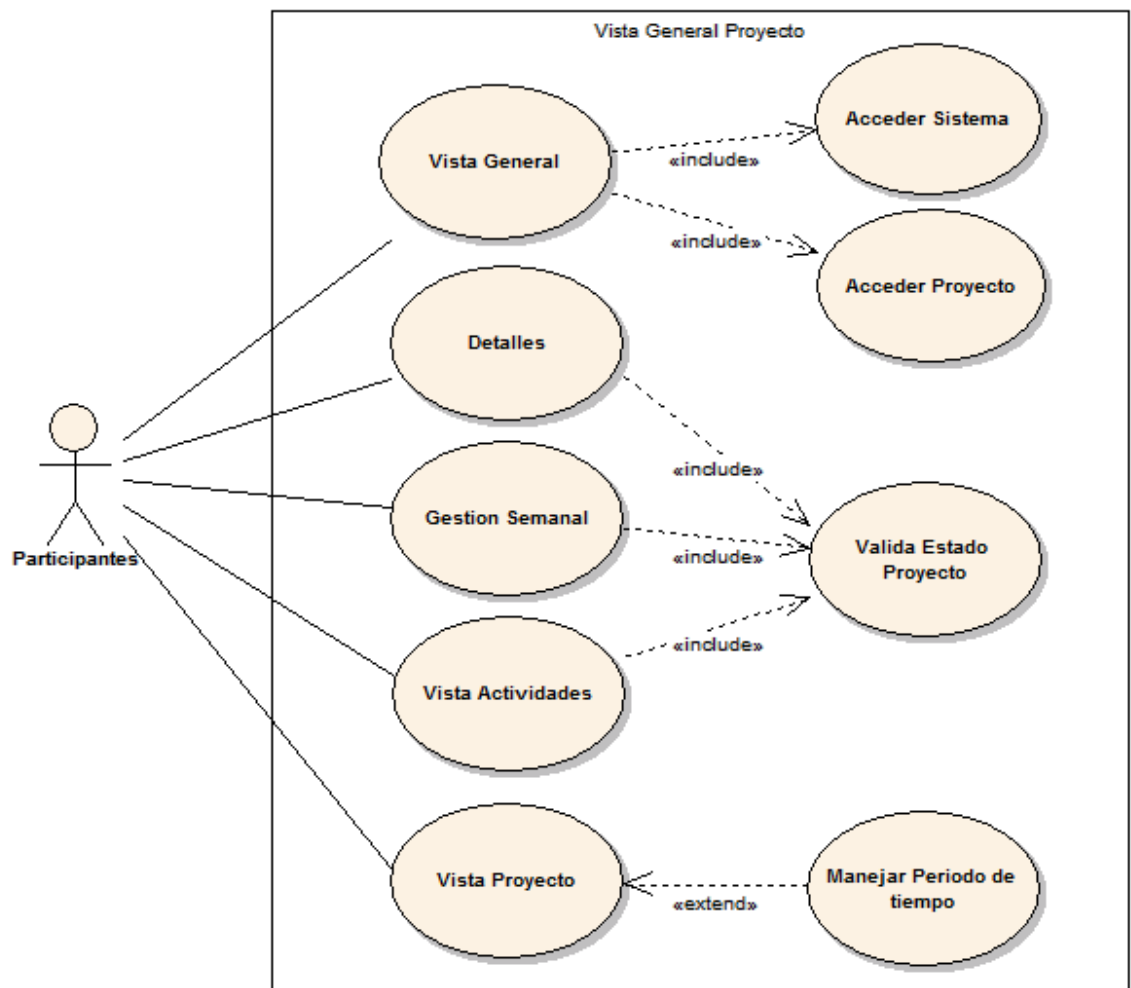 Vista General Proyecto
Acceder Sistema
Vista General
«include»
«include»
Acceder Proyecto
Detalles
«include»
Gestion Semanal
Valida Estado
Proyecto
«include»
Participantes
«include»
Vista Actividades
Vista Proyecto
Manejar Periodo de
tiempo
«extend»